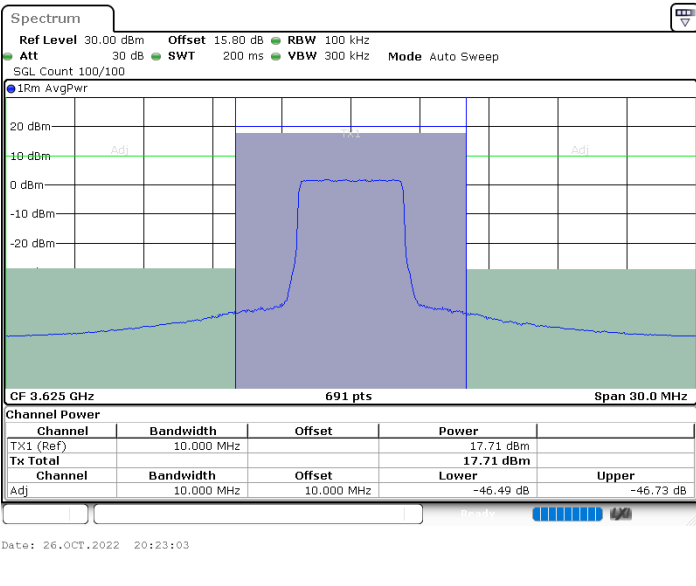 Spectrum
Ref Level 30.00 dBm Offset 15.80 dB RBW 100 kHz
Att 30 dB SWT 200 ms VBW 300 kHz Mode Auto Sweep
SGL Count 100/100
1Rm AvgPwr
20 dBm
TX1
Adj Adj
10 dBm
0 dBm
-10 dBm
-20 dBm
CF 3.625 GHz 691 pts Span 30.0 MHz
Channel Power
Channel Bandwidth Offset Power
TX1 (Ref) 10.000 MHz 17.71 dBm
Tx Total 17.71 dBm
Channel Bandwidth Offset Lower Upper
Adj 10.000 MHz 10.000 MHz -46.49 dB -46.73 dB
Ready
Date: 26.OCT.2022 20:23:03